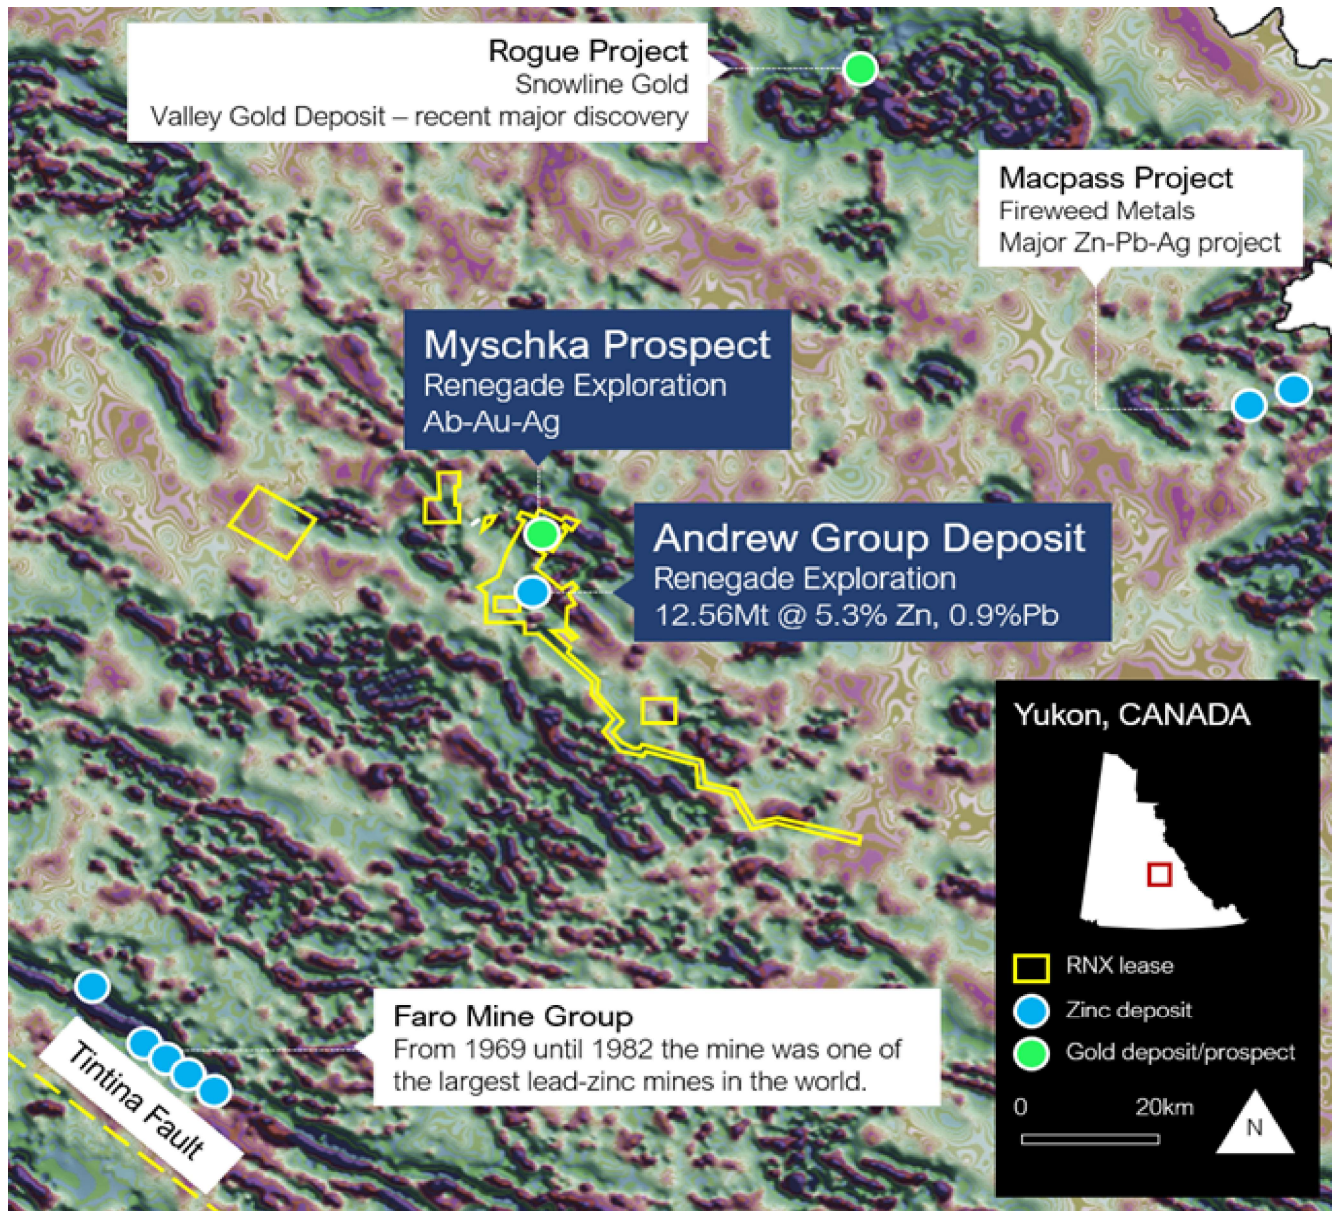 Rogue Project
Snowline Gold
Valley Gold Deposit – recent major discovery
Macpass Project
Fireweed Metals
Major Zn-Pb-Ag project
Myschka Prospect
Renegade Exploration
Ab-Au-Ag
Andrew Group Deposit
Renegade Exploration
12.56Mt @ 5.3% Zn, 0.9%Pb
Yukon, CANADA
RNX lease
Zinc deposit
Gold deposit/prospect
0 20km
N
Faro Mine Group
From 1969 until 1982 the mine was one of
the largest lead-zinc mines in the world.
Tintina Fault